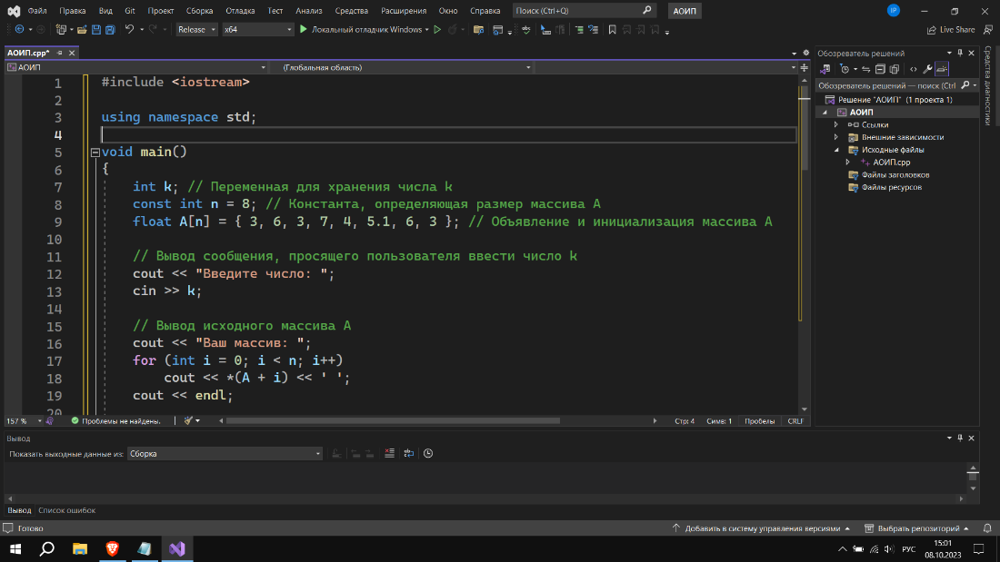 Файл Правка Вид Git Проект Сборка Отладка Тест Анализ Средства Расширения Окно Справка Поиск (Ctrl+Q) АОИП IP
Release x64 Локальный отладчик Windows Live Share
АОИП.cpp*
АОИП (Глобальная область)
1 #include <iostream>
2
3 using namespace std;
4
5 void main()
6 {
7 int k; // Переменная для хранения числа k
8 const int n = 8; // Константа, определяющая размер массива A
9 float A[n] = { 3, 6, 3, 7, 4, 5.1, 6, 3 }; // Объявление и инициализация массива A
10
11 // Вывод сообщения, просящего пользователя ввести число k
12 cout << "Введите число: ";
13 cin >> k;
14
15 // Вывод исходного массива A
16 cout << "Ваш массив: ";
17 for (int i = 0; i < n; i++)
18 cout << *(A + i) << ' ';
19 cout << endl;
20
157 % Проблемы не найдены. Стр: 4 Симв: 1 Пробелы CRLF
Обозреватель решений
Обозреватель решений — поиск (Ctrl
Решение "АОИП" (1 проекта 1)
АОИП
Ссылки
Внешние зависимости
Исходные файлы
АОИП.cpp
Файлы заголовков
Файлы ресурсов
Средства диагностики
Вывод
Показать выходные данные из: Сборка
Вывод Список ошибок
Готово Добавить в систему управления версиями Выбрать репозиторий
РУС 15:01
08.10.2023